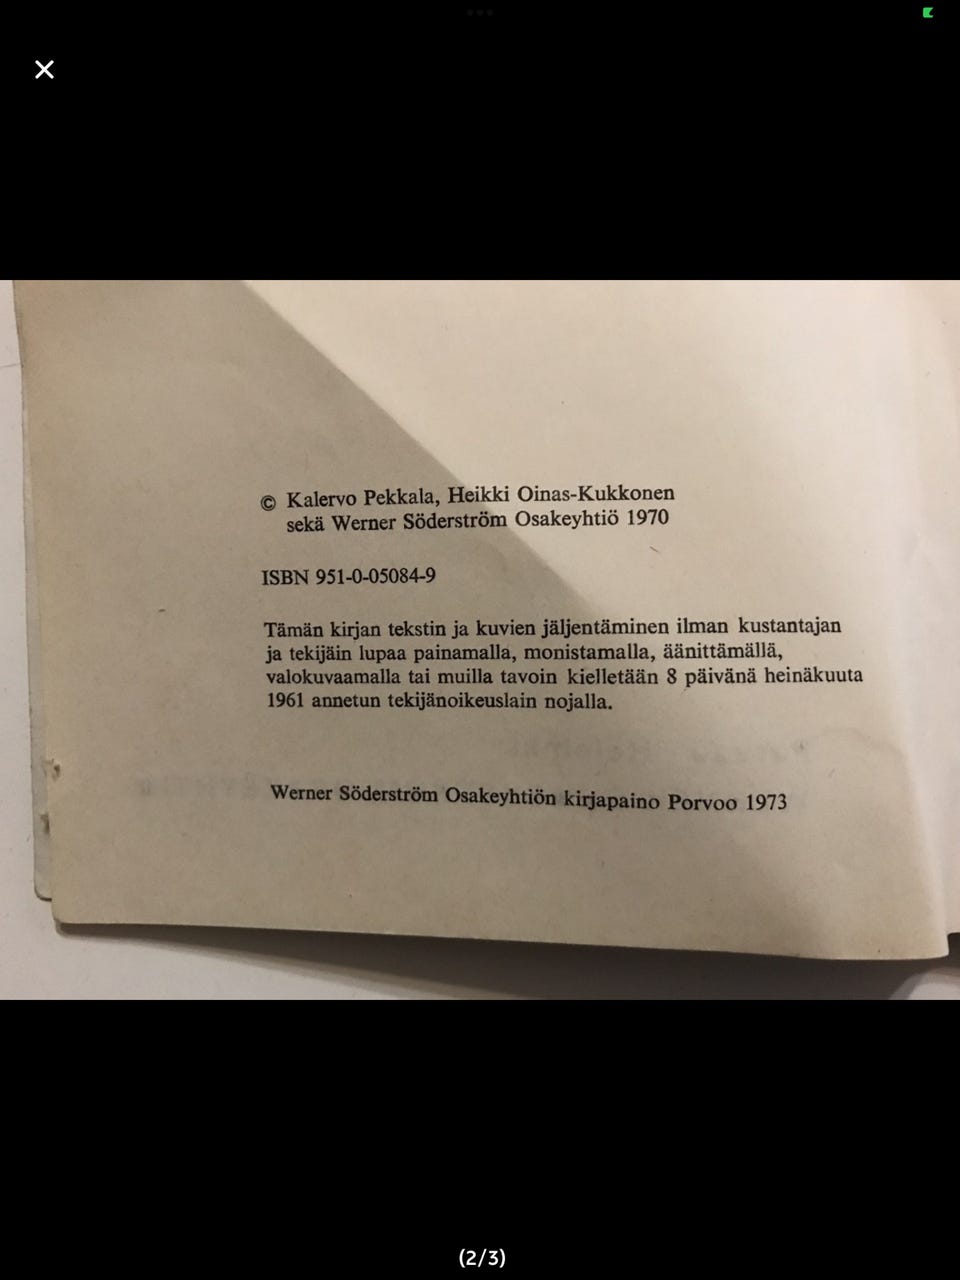 © Kalervo Pekkala, Heikki Oinas-Kukkonen
sekä Werner Söderström Osakeyhtiö 1970
ISBN 951-0-05084-9
Tämän kirjan tekstin ja kuvien jäljentäminen ilman kustantajan
ja tekijäin lupaa painamalla, monistamalla, äänittämällä,
valokuvaamalla tai muilla tavoin kielletään 8 päivänä heinäkuuta
1961 annetun tekijänoikeuslain nojalla.
Werner Söderström Osakeyhtiön kirjapaino Porvoo 1973
(2/3)